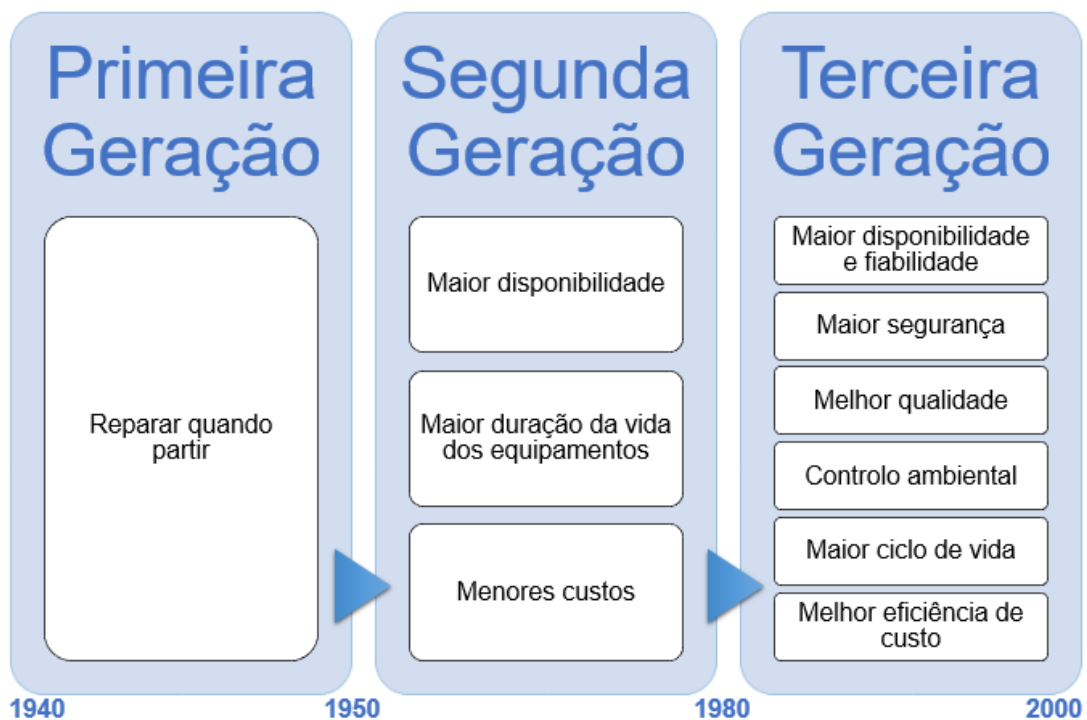 Primeira
Geração
Reparar quando
partir
Segunda
Geração
Maior disponibilidade
Maior duração da vida
dos equipamentos
Menores custos
Terceira
Geração
Maior disponibilidade
e fiabilidade
Maior segurança
Melhor qualidade
Controlo ambiental
Maior ciclo de vida
Melhor eficiência de
custo
1940
1950
1980
2000